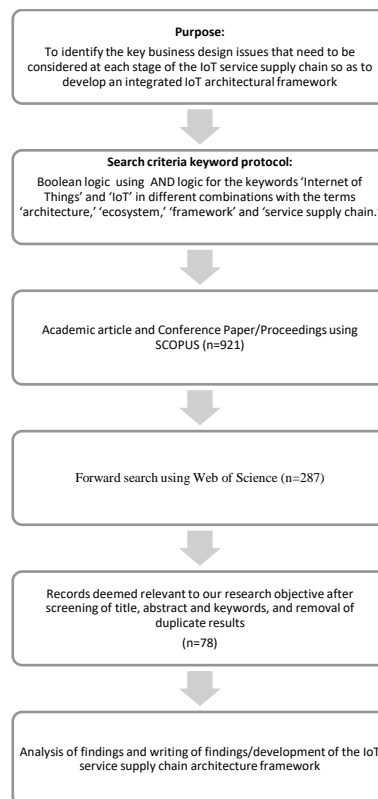 Purpose:
To identify the key business design issues that need to be
considered at each stage of the IoT service supply chain so as to
develop an integrated IoT architectural framework
Search criteria keyword protocol:
Boolean logic using AND logic for the keywords ‘Internet of
Things’ and ‘IoT’ in different combinations with the terms
‘architecture,’ ‘ecosystem,’ ‘framework’ and ‘service supply chain.’
Academic article and Conference Paper/Proceedings using
SCOPUS (n=921)
Forward search using Web of Science (n=287)
Records deemed relevant to our research objective after
screening of title, abstract and keywords, and removal of
duplicate results
(n=78)
Analysis of findings and writing of findings/development of the IoT
service supply chain architecture framework